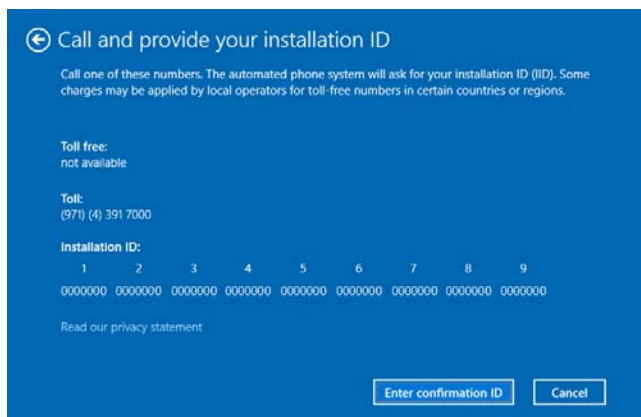 Call and provide your installation ID
Call one of these numbers. The automated phone system will ask for your installation ID (IID). Some
charges may be applied by local operators for toll-free numbers in certain countries or regions.
Toll free:
not available
Toll:
(971) (4) 391 7000
Installation ID:
1 2 3 4 5 6 7 8 9
0000000 0000000 0000000 0000000 0000000 0000000 0000000 0000000 0000000
Read our privacy statement
Enter confirmation ID Cancel